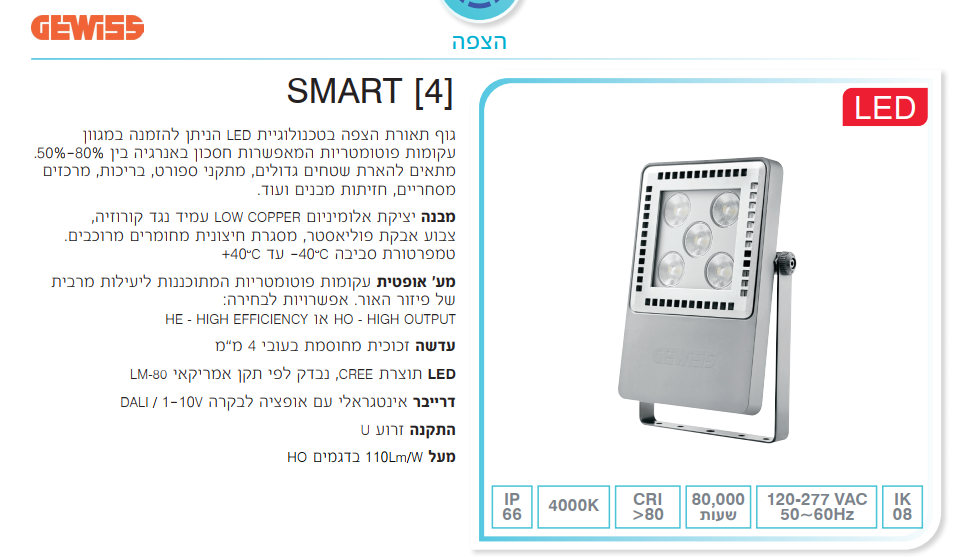 GEWISS
הצפה
SMART [4]
גוף תאורת הצפה בטכנולוגיית LED הניתן להזמנה במגוון
עקומות פוטומטריות המאפשרות חסכון באנרגיה בין 50%-80%.
מתאים להארת שטחים גדולים, מתקני ספורט, בריכות, מרכזים
מסחריים, חזיתות מבנים ועוד.
מבנה יציקת אלומיניום LOW COPPER עמיד נגד קורוזיה,
צבוע אבקת פוליאסטר, מסגרת חיצונית מחומרים מרוכבים.
טמפרטורת סביבה -40°C עד +40°C
מע' אופטית עקומות פוטומטריות המתוכננות ליעילות מרבית
של פיזור האור. אפשרויות לבחירה:
HO - HIGH OUTPUT או HE - HIGH EFFICIENCY
עדשה זכוכית מחוסמת בעובי 4 מ"מ
LED תוצרת CREE, נבדק לפי תקן אמריקאי LM-80
דרייבר אינטגראלי עם אופציה לבקרה DALI / 1-10V
התקנה זרוע U
מעל 110Lm/W בדגמים HO
LED
GEWISS
IP
66
4000K
CRI
>80
80,000
שעות
120-277 VAC
50~60Hz
IK
08